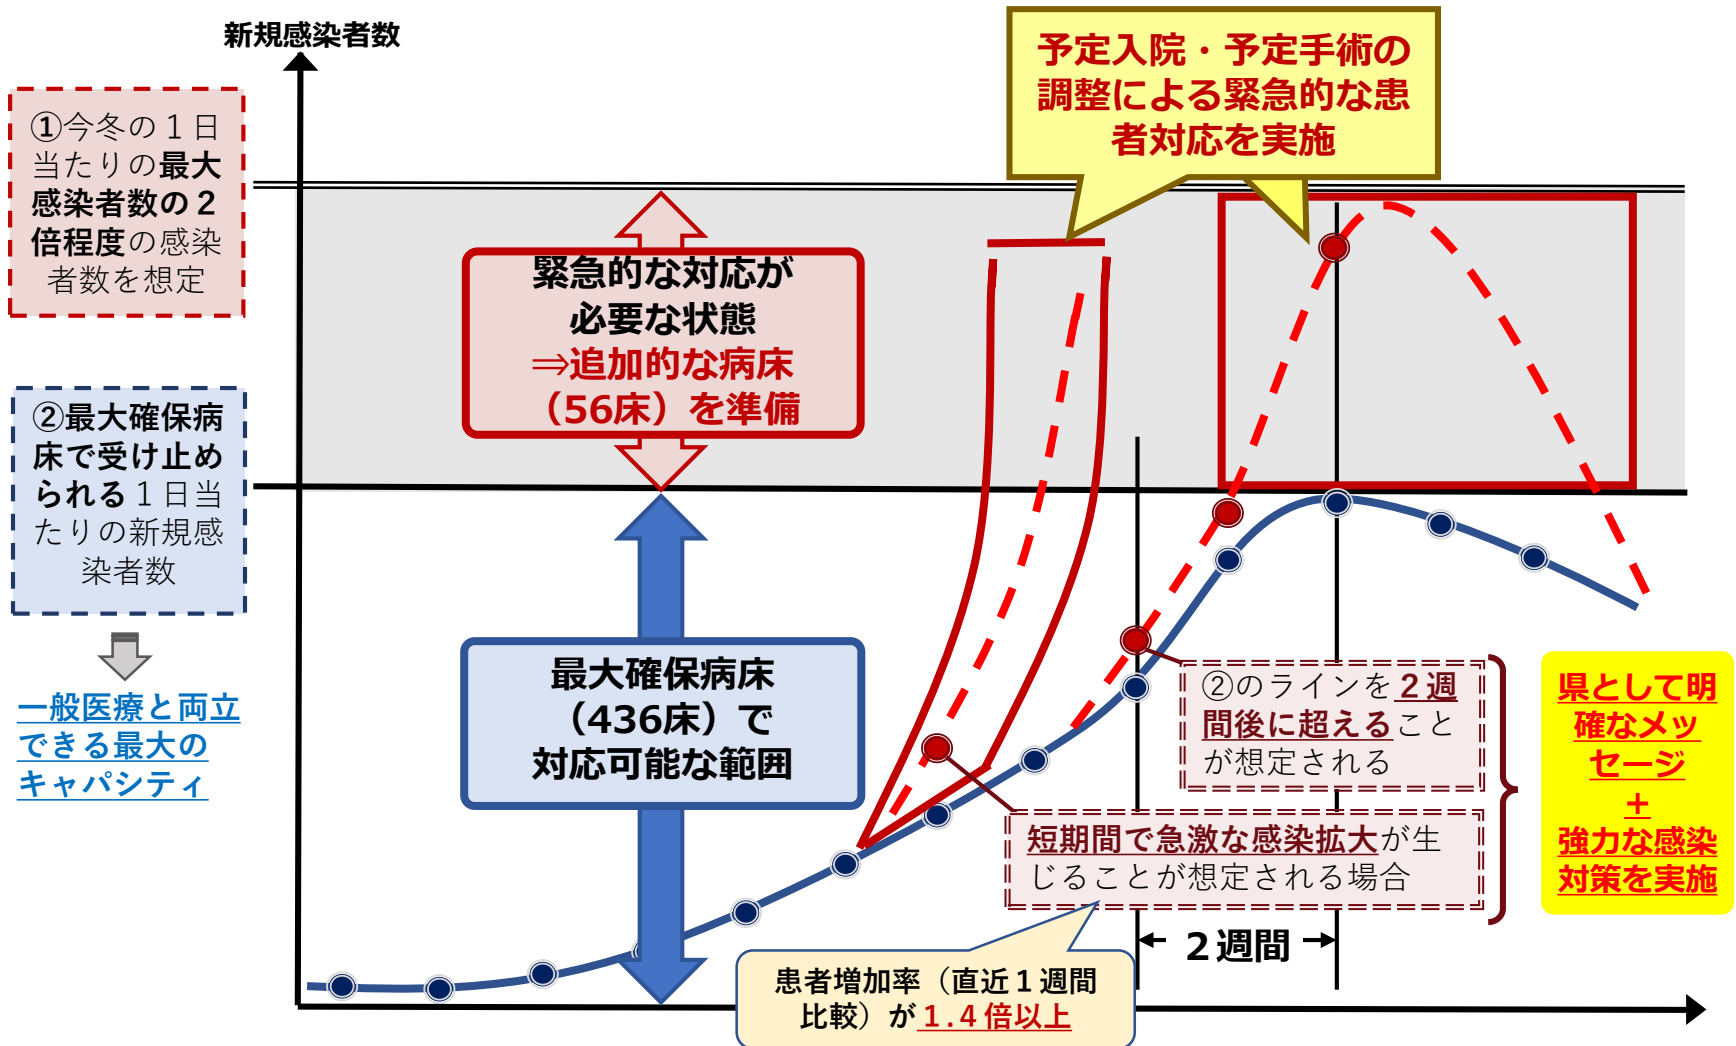 新規感染者数
予定入院・予定手術の
調整による緊急的な患
者対応を実施
①今冬の１日
当たりの最大
感染者数の２
倍程度の感染
者数を想定
緊急的な対応が
必要な状態
⇒追加的な病床
（56床）を準備
②最大確保病
床で受け止め
られる１日当
たりの新規感
染者数
一般医療と両立
できる最大の
キャパシティ
最大確保病床
（436床）で
対応可能な範囲
②のラインを２週
間後に超えること
が想定される
短期間で急激な感染拡大が生
じることが想定される場合
県として明
確なメッ
セージ
＋
強力な感染
対策を実施
２週間
患者増加率（直近１週間
比較）が１.４倍以上